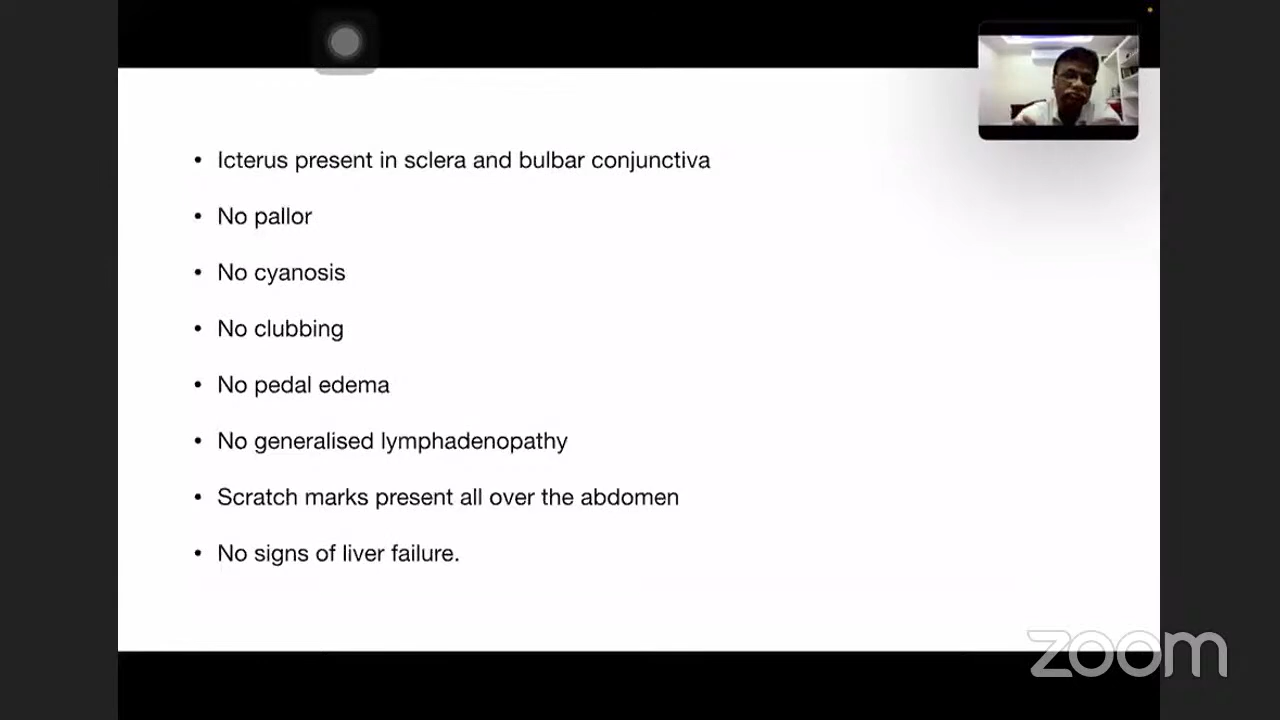 • Icterus present in sclera and bulbar conjunctiva
• No pallor
• No cyanosis
• No clubbing
• No pedal edema
• No generalised lymphadenopathy
• Scratch marks present all over the abdomen
• No signs of liver failure.
zoom